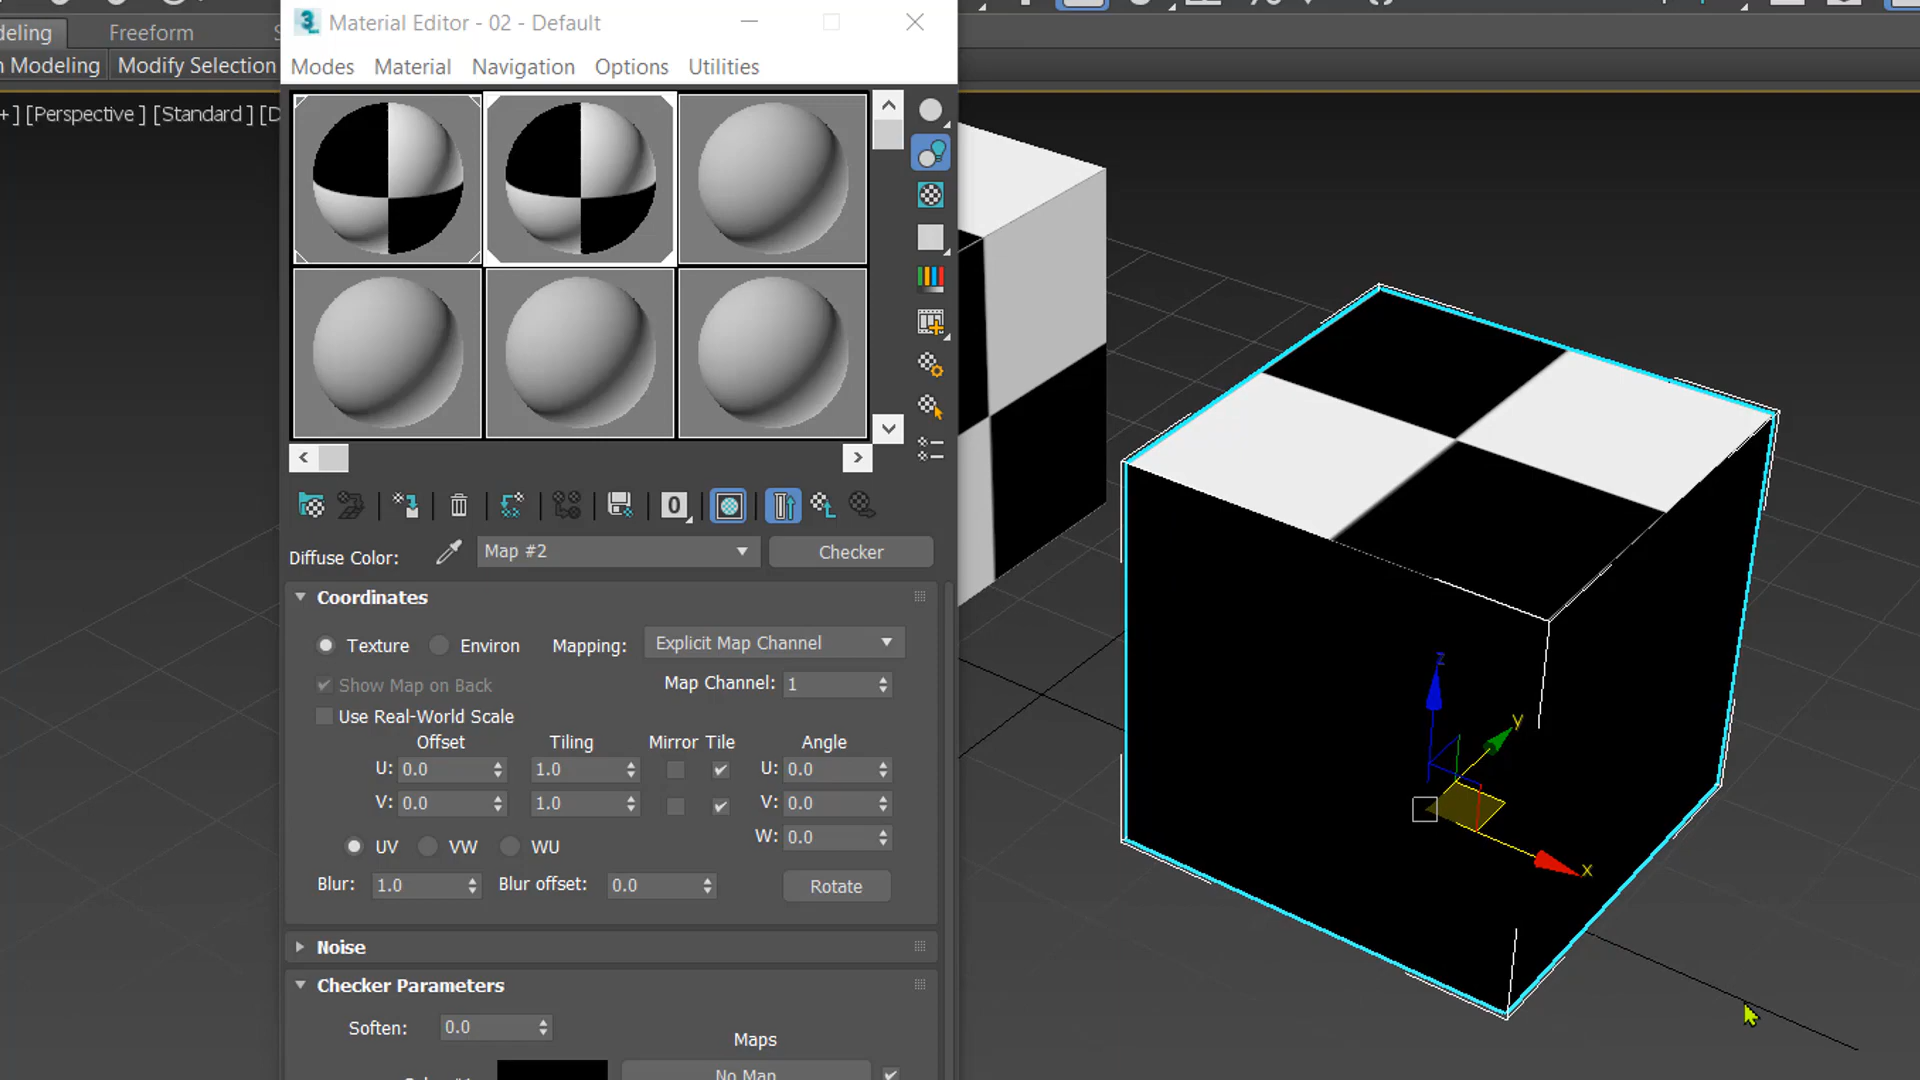 Material Editor - 02 - Default
eling
Freeform
Modeling
Modify Selection
Modes
Material
Navigation
Options
Utilities
+] [Perspective ] [Standard ] [D
0
Diffuse Color:
Map #2
Checker
Coordinates
Texture
Environ
Mapping:
Explicit Map Channel
Show Map on Back
Map Channel:
1
Use Real-World Scale
Offset
Tiling
Mirror Tile
Angle
U: 0.0
1.0
U: 0.0
V: 0.0
1.0
V: 0.0
W: 0.0
UV
VW
WU
Blur:
1.0
Blur offset:
0.0
Rotate
Noise
Checker Parameters
Soften:
0.0
Maps
No Map
z
y
x